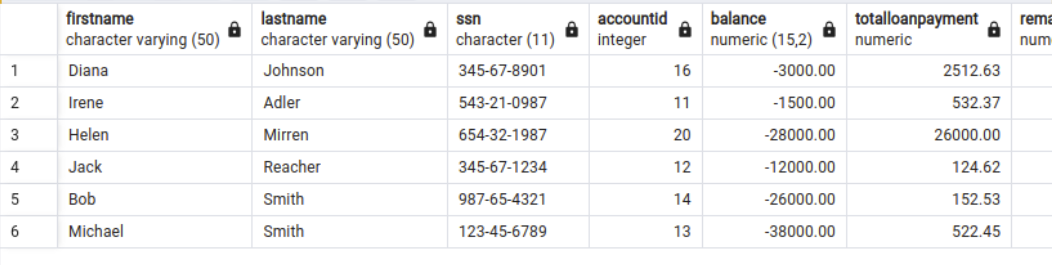 firstname lastname ssn accountid balance totalloanpayment rema
character varying (50) character varying (50) character (11) integer numeric (15,2) numeric num
1 Diana Johnson 345-67-8901 16 -3000.00 2512.63
2 Irene Adler 543-21-0987 11 -1500.00 532.37
3 Helen Mirren 654-32-1987 20 -28000.00 26000.00
4 Jack Reacher 345-67-1234 12 -12000.00 124.62
5 Bob Smith 987-65-4321 14 -26000.00 152.53
6 Michael Smith 123-45-6789 13 -38000.00 522.45